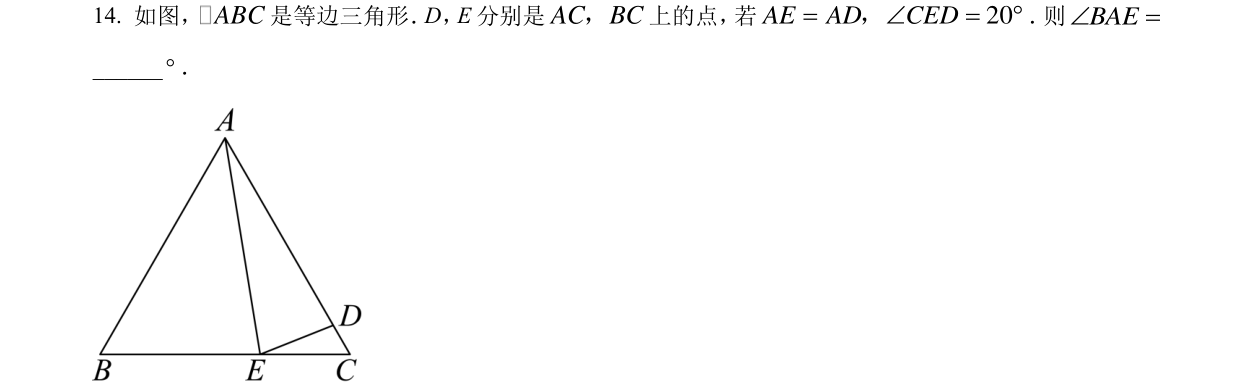 14. 如图，□ABC 是等边三角形．D，E 分别是 AC，BC 上的点，若 AE = AD，∠CED = 20°．则∠BAE =
_____°．
A
D
B
E
C